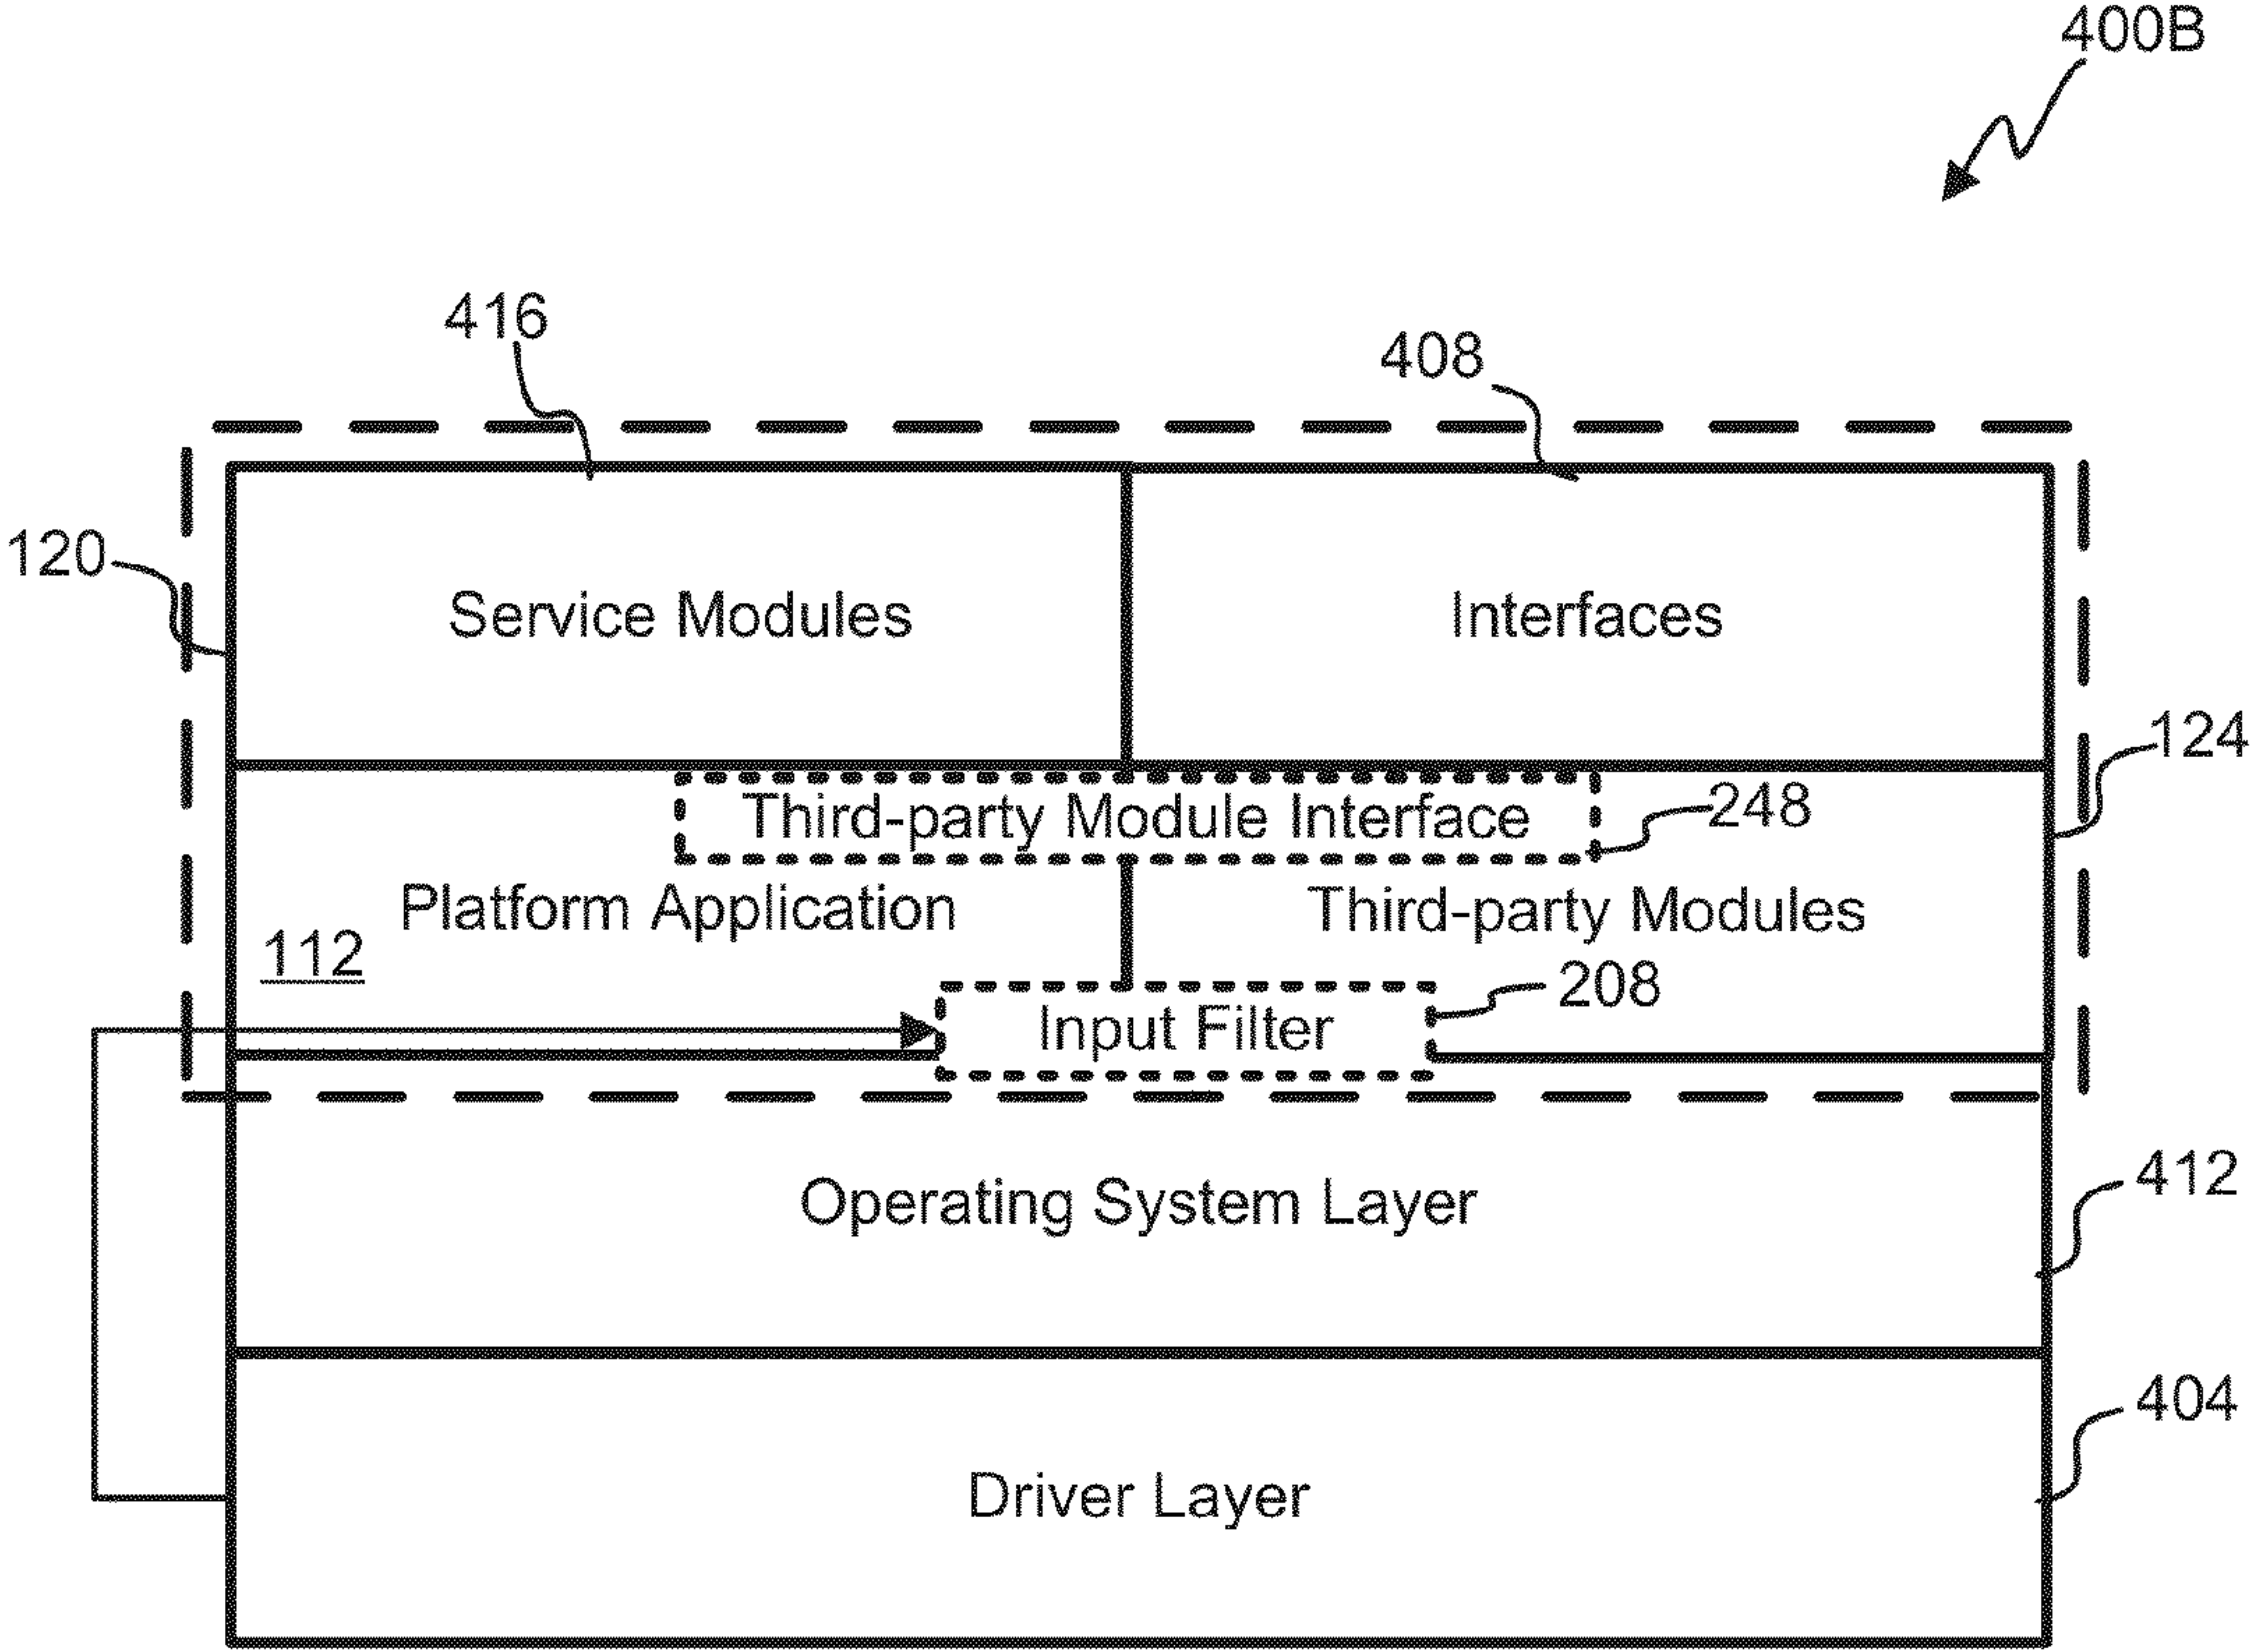 400B
416
408
120
Service Modules
Interfaces
124
Third-party Module Interface
248
Platform Application
Third-party Modules
112
208
Input Filter
Operating System Layer
412
404
Driver Layer